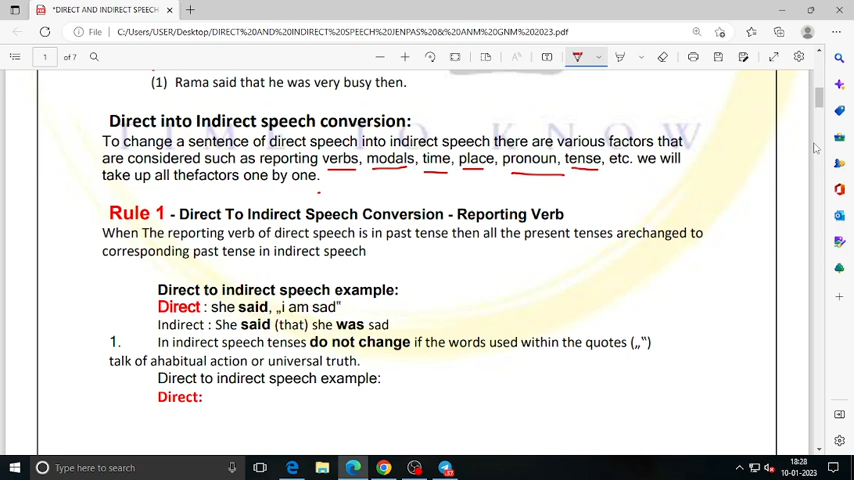 *DIRECT AND INDIRECT SPEECH
File
C:/Users/USER/Desktop/DIRECT%20AND%20INDIRECT%20SPEECH%20JENPAS%20&%20ANM%20GNM%202023.pdf
1 of 7
(1) Rama said that he was very busy then.
TIME TO KNOW
Direct into Indirect speech conversion:
To change a sentence of direct speech into indirect speech there are various factors that
are considered such as reporting verbs, modals, time, place, pronoun, tense, etc. we will
take up all thefactors one by one.
Rule 1 - Direct To Indirect Speech Conversion - Reporting Verb
When The reporting verb of direct speech is in past tense then all the present tenses arechanged to
corresponding past tense in indirect speech
Direct to indirect speech example:
Direct : she said, „i am sad‟
Indirect : She said (that) she was sad
1. In indirect speech tenses do not change if the words used within the quotes („‟)
talk of ahabitual action or universal truth.
Direct to indirect speech example:
Direct:
Type here to search
18:28
10-01-2023